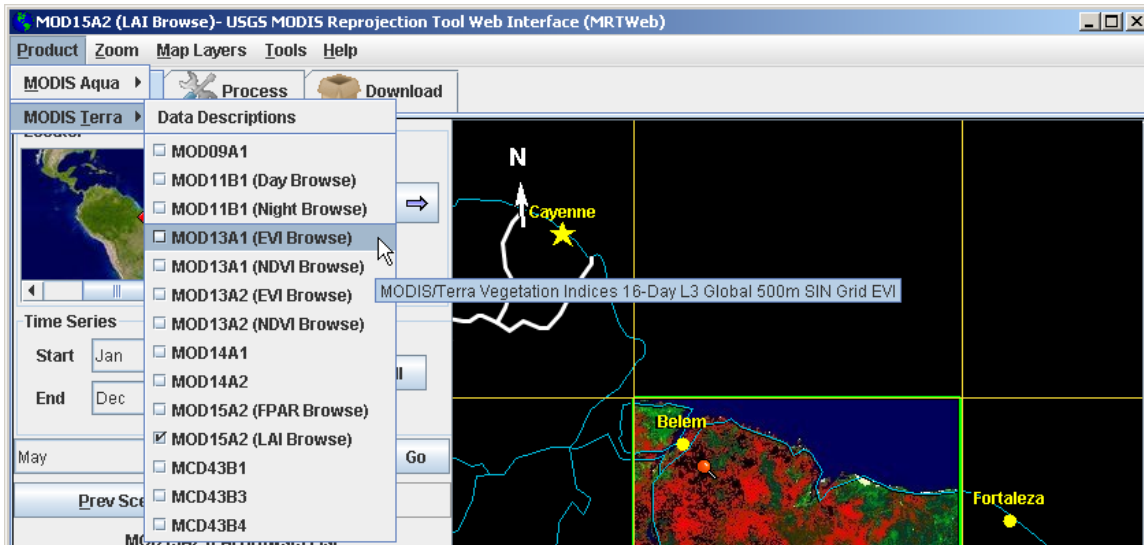 MOD15A2 (LAI Browse)- USGS MODIS Reprojection Tool Web Interface (MRTWeb)
Product Zoom Map Layers Tools Help
MODIS Aqua
Process Download
MODIS Terra
Data Descriptions
MOD09A1
MOD11B1 (Day Browse)
MOD11B1 (Night Browse)
MOD13A1 (EVI Browse)
MOD13A1 (NDVI Browse)
MOD13A2 (EVI Browse)
MOD13A2 (NDVI Browse)
MOD14A1
MOD14A2
MOD15A2 (FPAR Browse)
MOD15A2 (LAI Browse)
MCD43B1
MCD43B3
MCD43B4
MODIS/Terra Vegetation Indices 16-Day L3 Global 500m SIN Grid EVI
Time Series
Start Jan
End Dec
May
Go
Prev Sce
N
Cayenne
Belem
Fortaleza